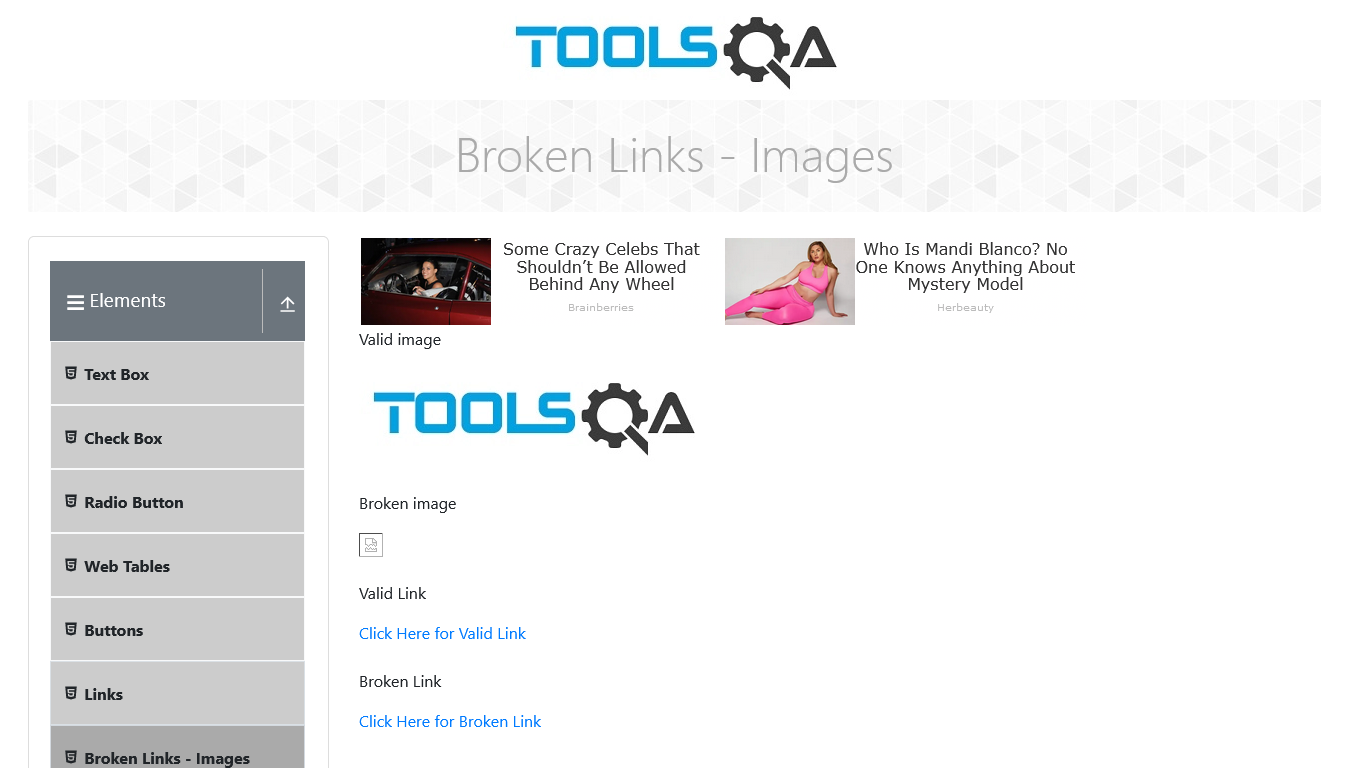 TOOLSQA
Broken Links - Images
Elements
Text Box
Check Box
Radio Button
Web Tables
Buttons
Links
Broken Links - Images
Some Crazy Celebs That
Shouldn’t Be Allowed
Behind Any Wheel
Brainberries
Who Is Mandi Blanco? No
One Knows Anything About
Mystery Model
Herbeauty
Valid image
TOOLSQA
Broken image
Valid Link
Click Here for Valid Link
Broken Link
Click Here for Broken Link